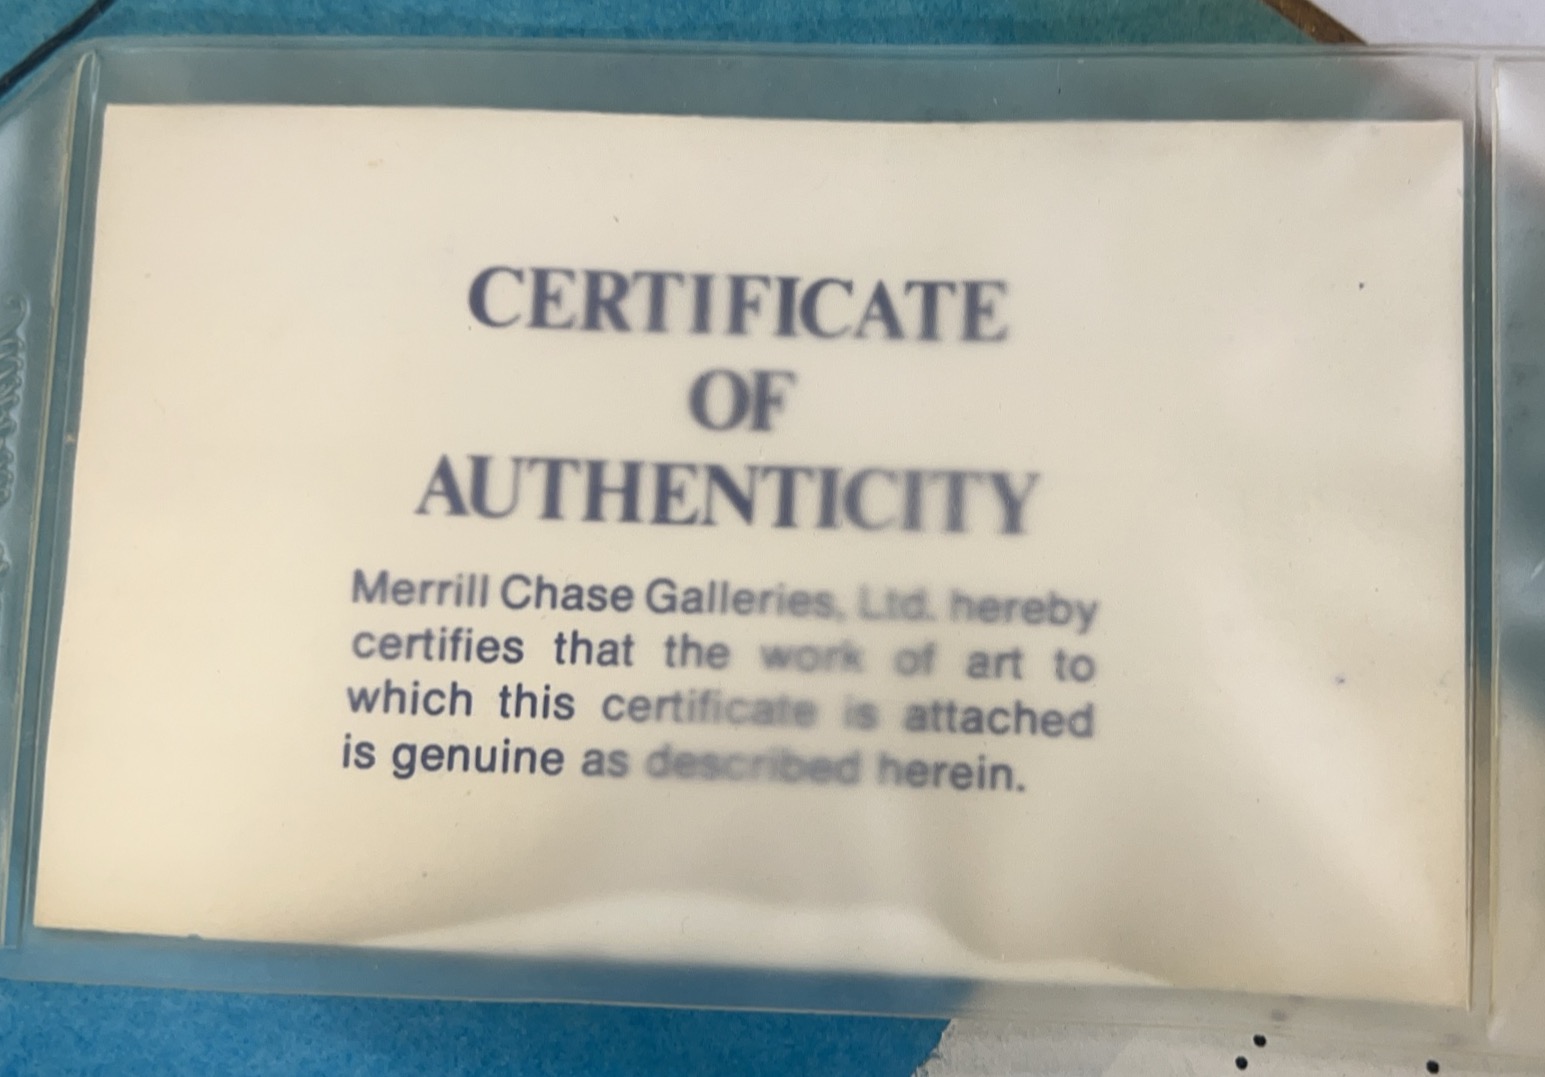 CERTIFICATE
OF
AUTHENTICITY
Merrill Chase Galleries, Ltd. hereby
certifies that the work of art to
which this certificate is attached
is genuine as described herein.